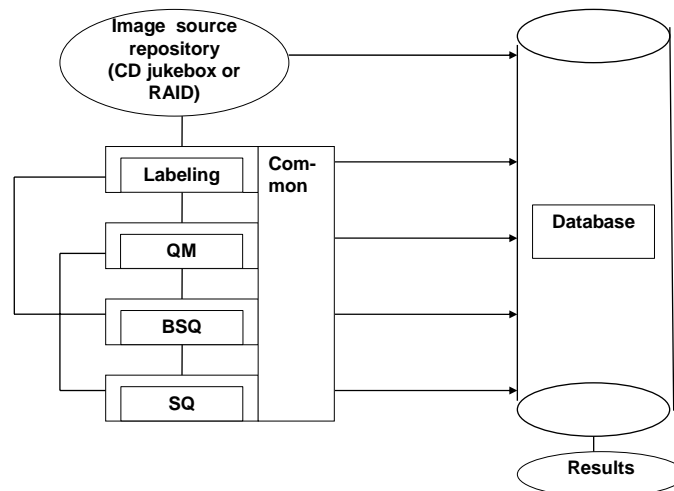 Image source
repository
(CD jukebox or
RAID)
Com-
mon
Labeling
QM
BSQ
SQ
Database
Results